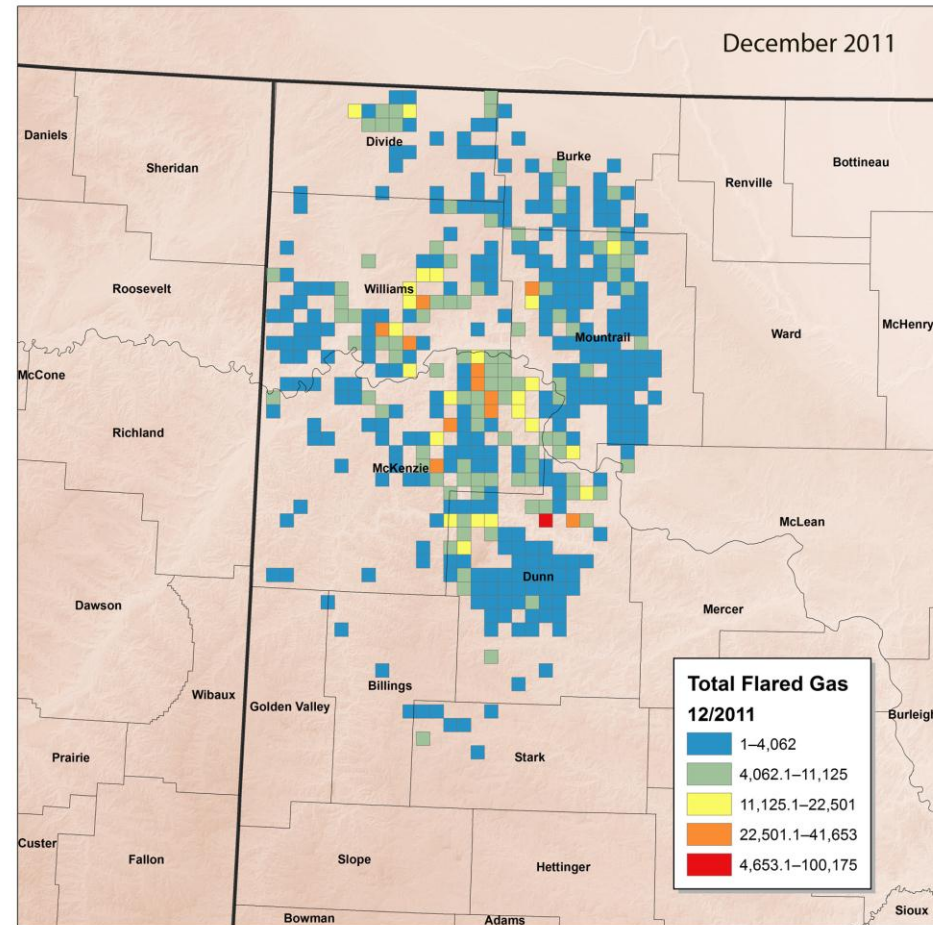 December 2011
Daniels
Sheridan
Divide
Burke
Renville
Bottineau
Roosevelt
Williams
Mountrail
Ward
McHenry
McCone
Richland
McKenzie
McLean
Dawson
Dunn
Mercer
Wibaux
Golden Valley
Billings
Burleigh
Prairie
Stark
Custer
Fallon
Slope
Hettinger
Bowman
Adams
Sioux
Total Flared Gas
12/2011
1–4,062
4,062.1–11,125
11,125.1–22,501
22,501.1–41,653
4,653.1–100,175